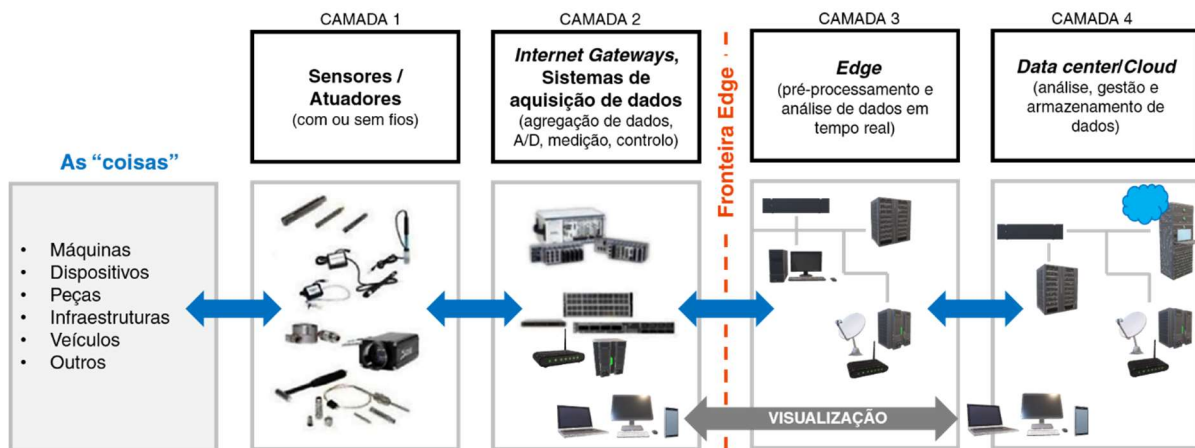 CAMADA 1
Sensores /
Atuadores
(com ou sem fios)
CAMADA 2
Internet Gateways,
Sistemas de
aquisição de dados
(agregação de dados,
A/D, medição, controlo)
Fronteira Edge
CAMADA 3
Edge
(pré-processamento e
análise de dados em
tempo real)
CAMADA 4
Data center/Cloud
(análise, gestão e
armazenamento de
dados)
As “coisas”
• Máquinas
• Dispositivos
• Peças
• Infraestruturas
• Veículos
• Outros
VISUALIZAÇÃO